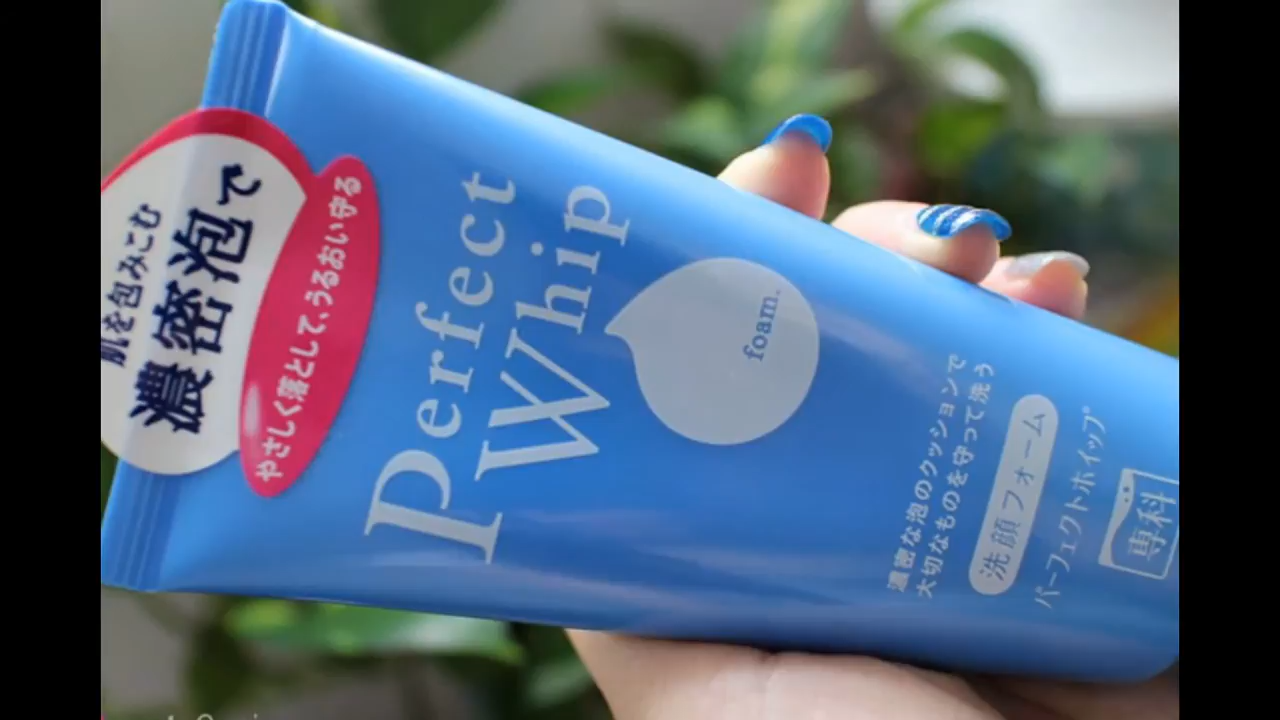 肌を包みこむ
濃密泡で
やさしく落として、うるおい守る
Perfect
Whip
foam.
濃密な泡のクッションで
大切なものを守って洗う
洗顔フォーム
パーフェクトホイップ
専科